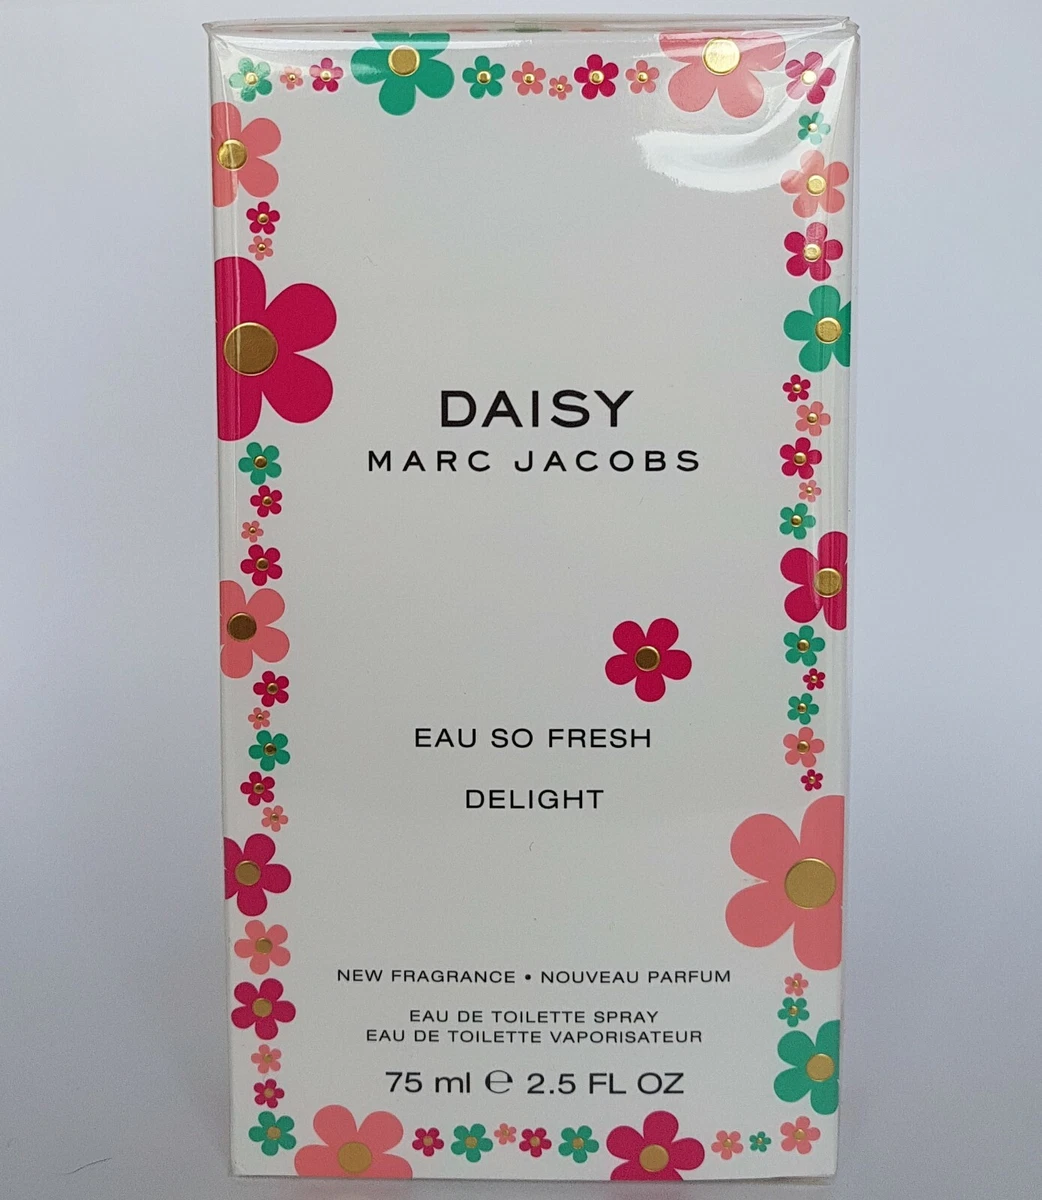 DAISY
MARC JACOBS
EAU SO FRESH
DELIGHT
NEW FRAGRANCE • NOUVEAU PARFUM
EAU DE TOILETTE SPRAY
EAU DE TOILETTE VAPORISATEUR
75 ml ℮ 2.5 FL OZ